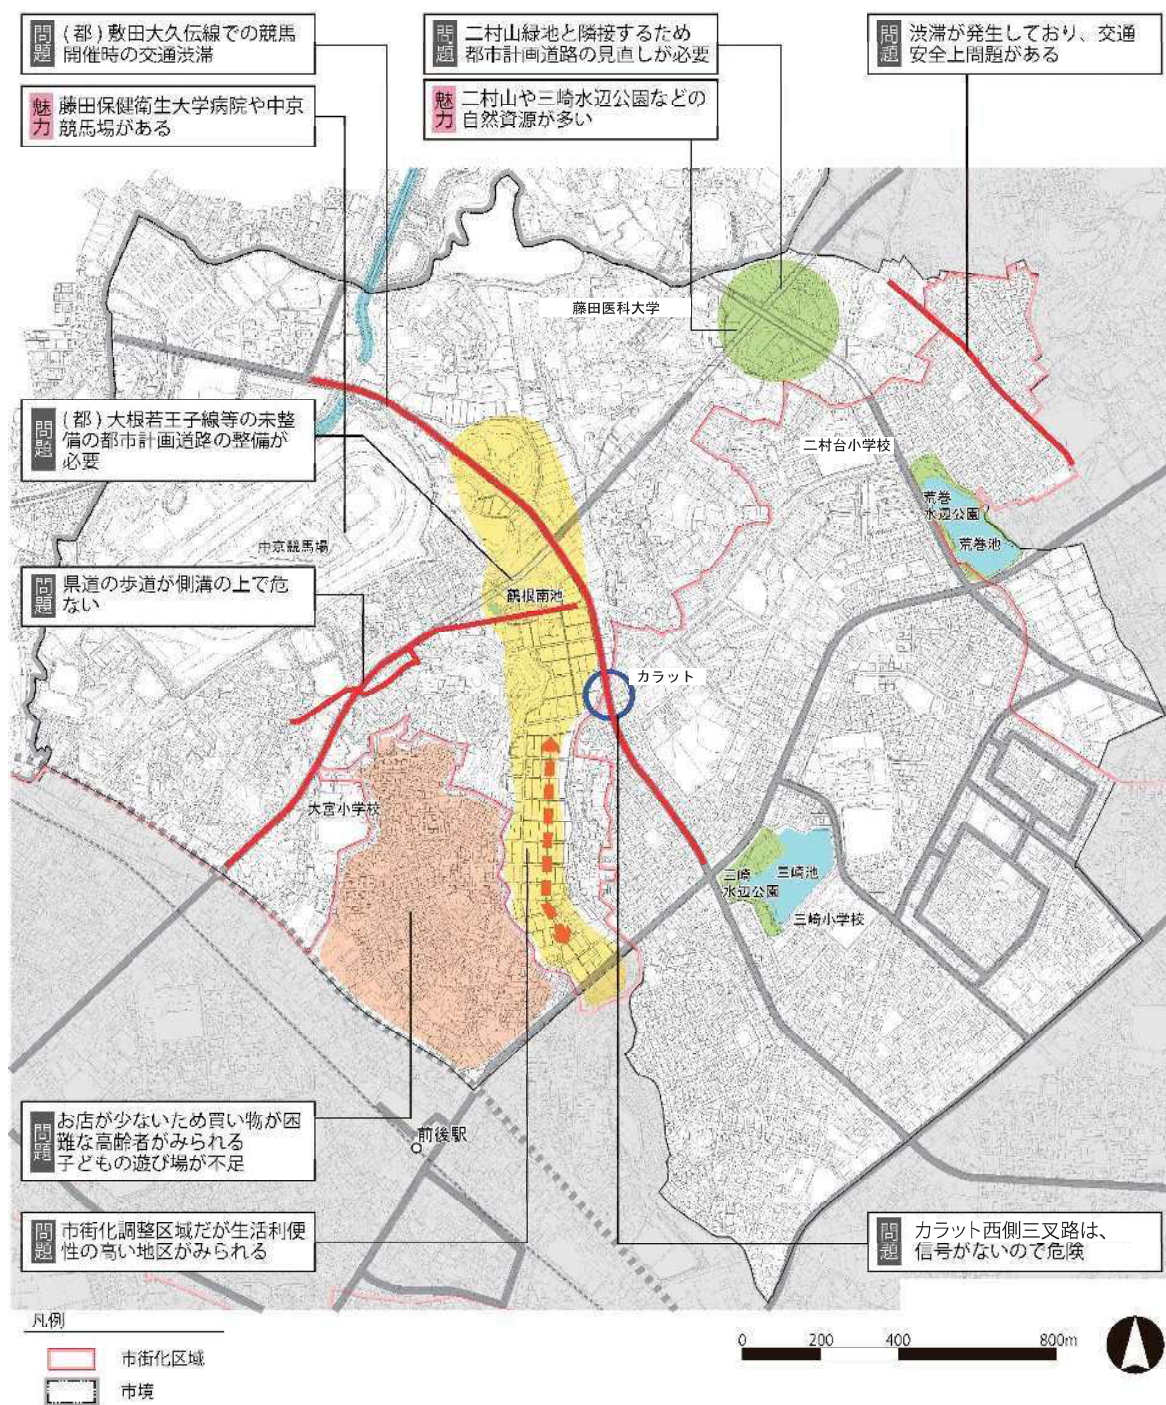 問題
(都)敷田大久伝線での競馬
開催時の交通渋滞
魅力
藤田保健衛生大学病院や中京
競馬場がある
問題
二村山緑地と隣接するため
都市計画道路の見直しが必要
魅力
二村山や三崎水辺公園などの
自然資源が多い
問題
渋滞が発生しており、交通
安全上問題がある
藤田医科大学
問題
(都)大根若王子線等の未整
備の都市計画道路の整備が
必要
二村台小学校
荒巻
水辺公園
荒巻池
中京競馬場
問題
県道の歩道が側溝の上で危
ない
鶴根南池
カラット
大宮小学校
三崎
水辺公園
三崎池
三崎小学校
問題
お店が少ないため買い物が困
難な高齢者がみられる
子どもの遊び場が不足
前後駅
問題
市街化調整区域だが生活利便
性の高い地区がみられる
問題
カラット西側三叉路は、
信号がないので危険
凡例
市街化区域
市境
0 200 400 800m